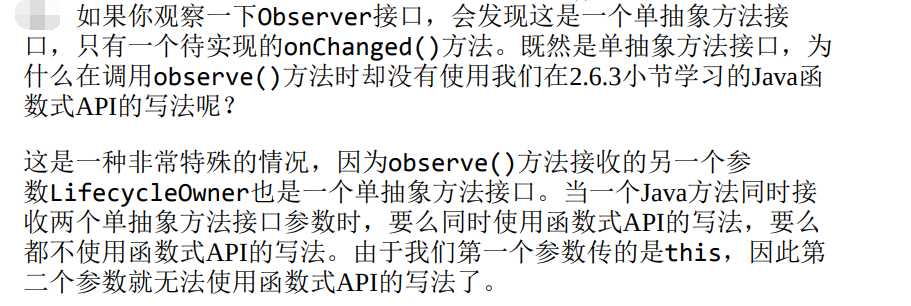 如果你观察一下Observer接口，会发现这是一个单抽象方法接
口，只有一个待实现的onChanged()方法。既然是单抽象方法接口，为
什么在调用observe()方法时却没有使用我们在2.6.3小节学习的Java函
数式API的写法呢？
这是一种非常特殊的情况，因为observe()方法接收的另一个参
数LifecycleOwner也是一个单抽象方法接口。当一个Java方法同时接
收两个单抽象方法接口参数时，要么同时使用函数式API的写法，要么
都不使用函数式API的写法。由于我们第一个参数传的是this，因此第
二个参数就无法使用函数式API的写法了。